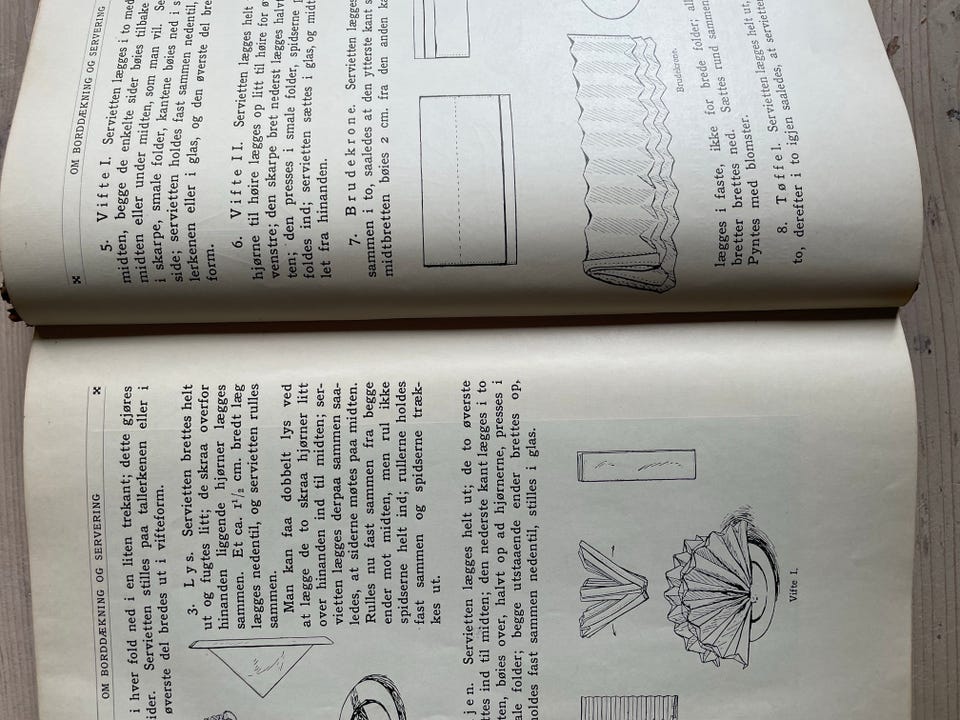 OM BORDDÆKNING OG SERVERING
i hver fold ned i en liten trekant; dette gjøres
ider. Servietten stilles paa tallerkenen eller i
øverste del bredes ut i vifteform.
3. Lys. Servietten brettes helt
ut og fugtes litt; de skraa overfor
hinanden liggende hjørner lægges
sammen. Et ca. 1½ cm. bredt læg
lægges nedentil, og servietten rulles
sammen.
Man kan faa dobbelt lys ved
at lægge de to skraa hjørner litt
over hinanden ind til midten; ser-
vietten lægges derpaa sammen saa-
ledes, at siderne møtes paa midten.
Rulles nu fast sammen fra begge
ender mot midten, men rul ikke
spidserne helt ind; rullerne holdes
fast sammen og spidserne træk-
kes ut.
jen. Servietten lægges helt ut; de to øverste
ttes ind til midten; den nederste kant lægges i to
ten, bøies over, halvt op ad hjørnerne, presses i
ale folder; begge utstaaende ender brettes op,
holdes fast sammen nedentil, stilles i glas.
Vifte I.
OM BORDDÆKNING OG SERVERING
5. Vifte I. Servietten lægges i to med
midten, begge de enkelte sider bøies tilbake
midten eller under midten, som man vil. Se
i skarpe, smale folder, kantene bøies ned i s
side; servietten holdes fast sammen nedentil,
lerkenen eller i glas, og den øverste del bre
form.
6. Vifte II. Servietten lægges helt
hjørne til høire lægges op litt til høire for ø
venstre; den skarpe bret nederst lægges halvt
ten; den presses i smale folder, spidserne
foldes ind; servietten sættes i glas, og midt
let fra hinanden.
7. Brudekrone. Servietten lægges
sammen i to, saaledes at den ytterste kant s
midtbretten bøies 2 cm. fra den anden ka
Brudekrone.
lægges i faste, ikke for brede folder; all
bretter brettes ned. Sættes rund sammen
Pyntes med blomster.
8. Tøffel. Servietten lægges helt ut,
to, derefter i to igjen saaledes, at serviette